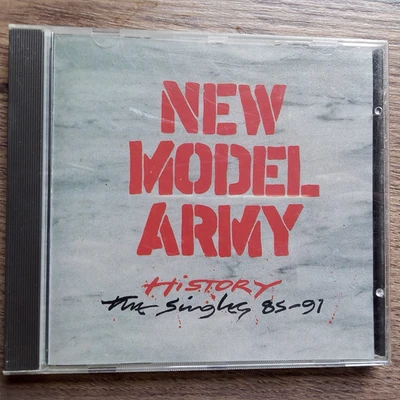 NEW
MODEL
ARMY
HiSTORY
THE Singles 85-91